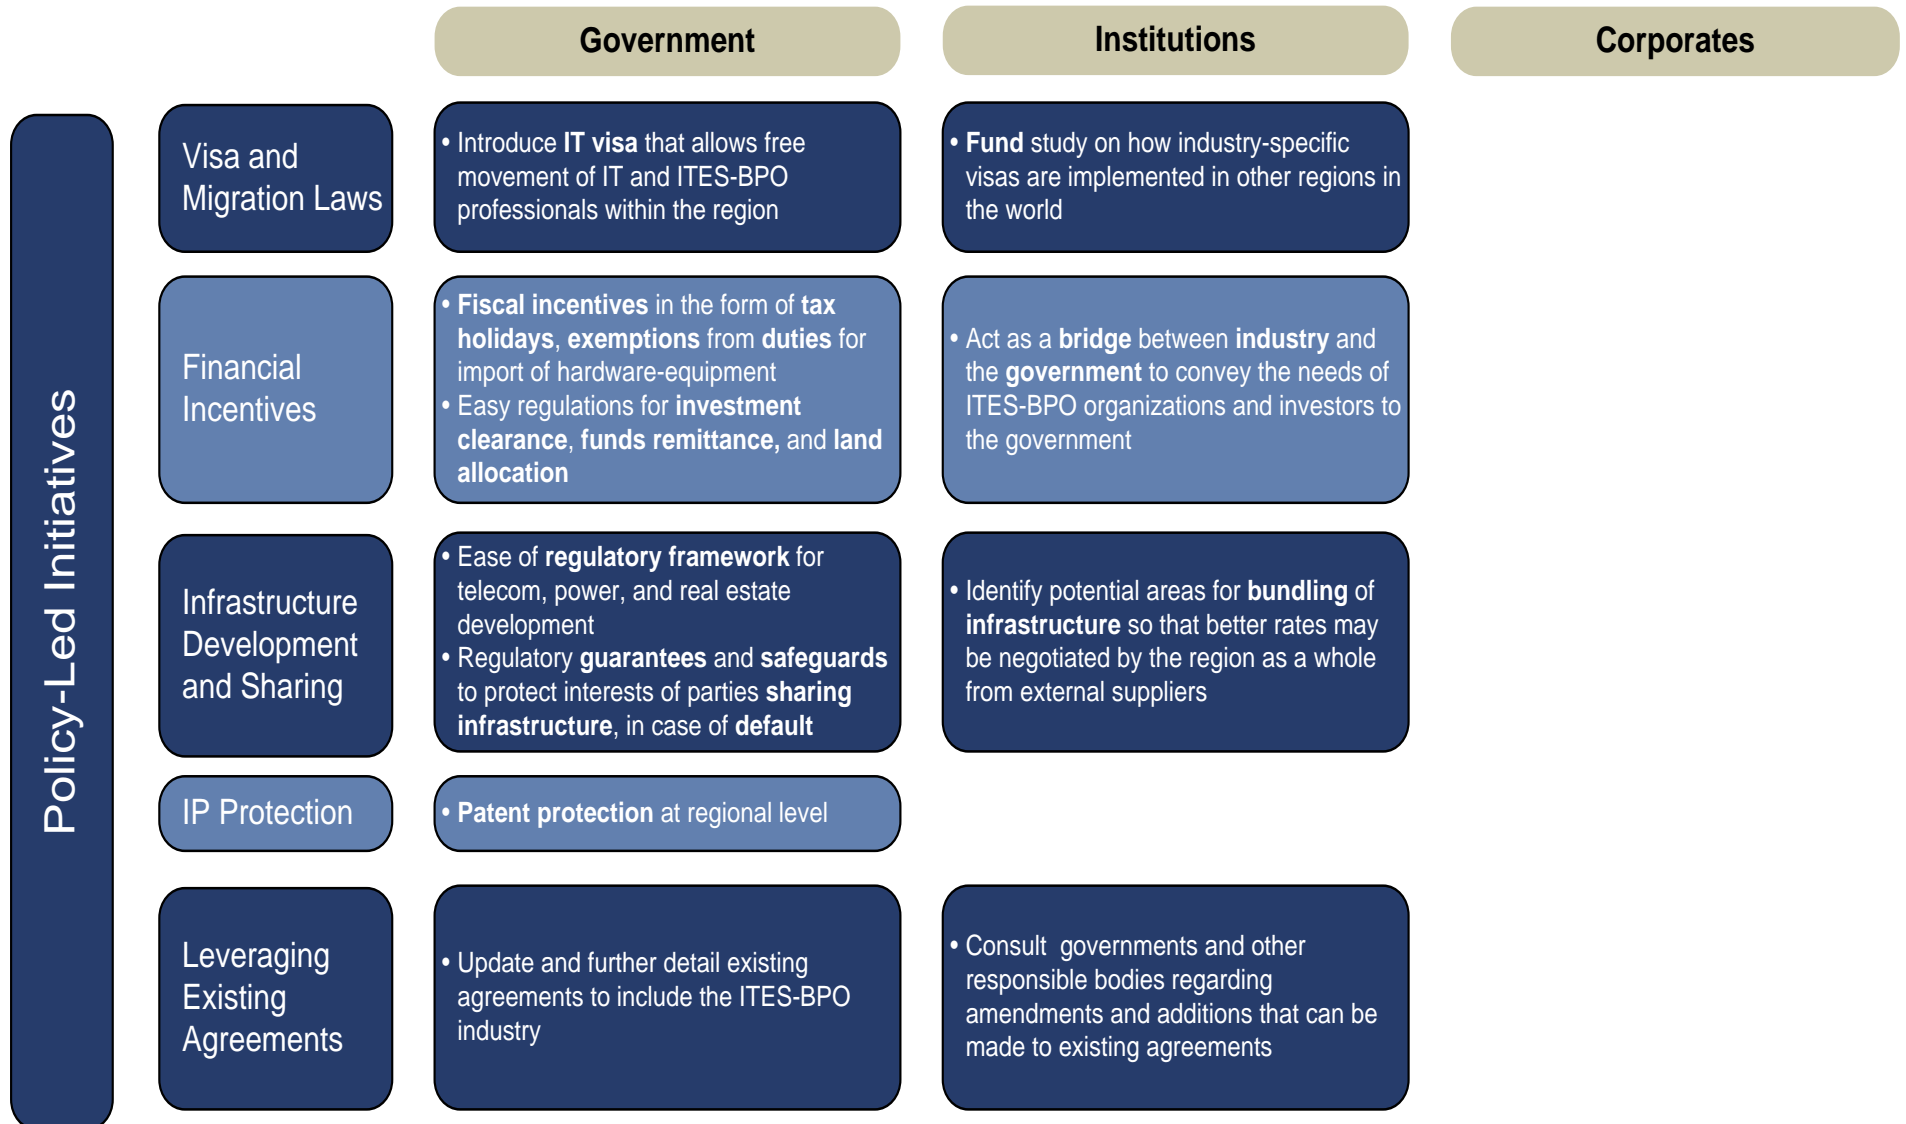 Government
Institutions
Corporates
Policy-Led Initiatives
Visa and
Migration Laws
• Introduce IT visa that allows free
movement of IT and ITES-BPO
professionals within the region
• Fund study on how industry-specific
visas are implemented in other regions in
the world
Financial
Incentives
• Fiscal incentives in the form of tax
holidays, exemptions from duties for
import of hardware-equipment
• Easy regulations for investment
clearance, funds remittance, and land
allocation
• Act as a bridge between industry and
the government to convey the needs of
ITES-BPO organizations and investors to
the government
Infrastructure
Development
and Sharing
• Ease of regulatory framework for
telecom, power, and real estate
development
• Regulatory guarantees and safeguards
to protect interests of parties sharing
infrastructure, in case of default
• Identify potential areas for bundling of
infrastructure so that better rates may
be negotiated by the region as a whole
from external suppliers
IP Protection
• Patent protection at regional level
Leveraging
Existing
Agreements
• Update and further detail existing
agreements to include the ITES-BPO
industry
• Consult  governments and other
responsible bodies regarding
amendments and additions that can be
made to existing agreements